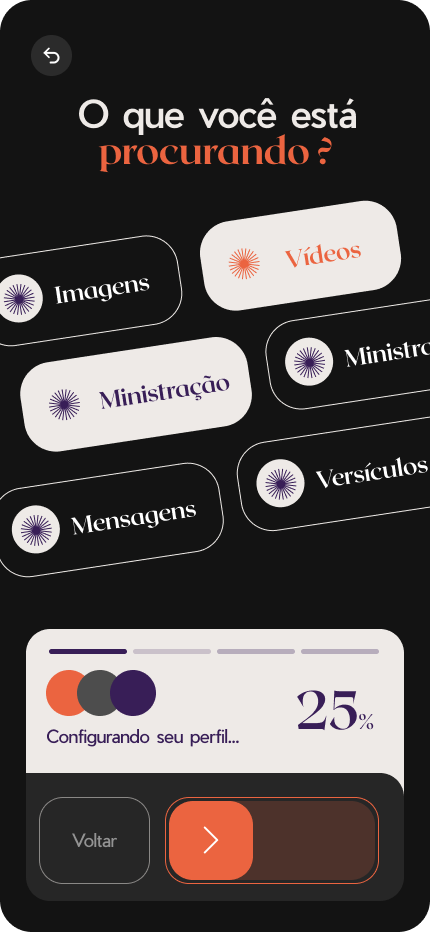 O que você está
procurando ?
Imagens
Vídeos
Ministração
Ministra
Mensagens
Versículos
Configurando seu perfil...
25%
Voltar